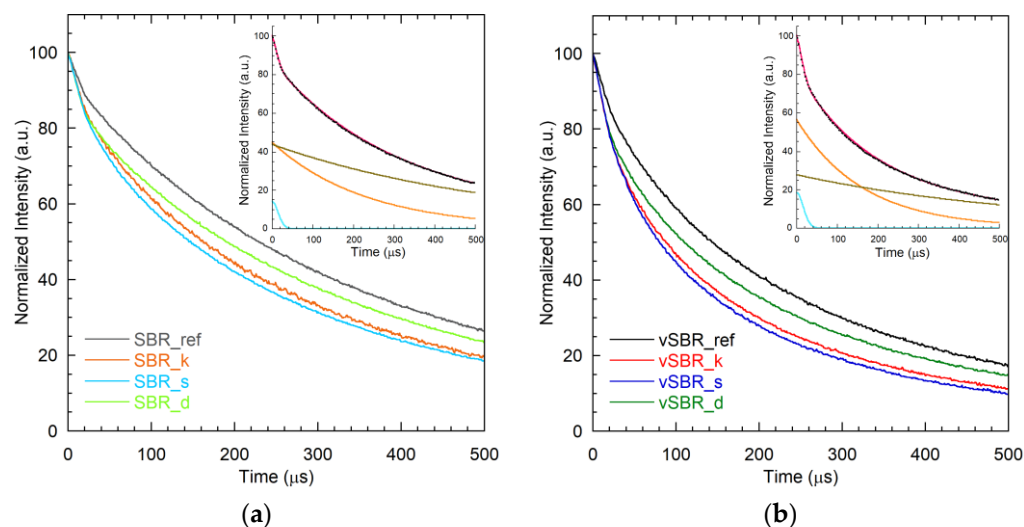 100
80
60
40
20
0
Normalized Intensity (a.u.)
0 100 200 300 400 500
Time (μs)
SBR_ref
SBR_k
SBR_s
SBR_d
100
80
60
40
20
0
Normalized Intensity (a.u.)
0 100 200 300 400 500
Time (μs)
(a)
100
80
60
40
20
0
Normalized Intensity (a.u.)
0 100 200 300 400 500
Time (μs)
vSBR_ref
vSBR_k
vSBR_s
vSBR_d
100
80
60
40
20
0
Normalized Intensity (a.u.)
0 100 200 300 400 500
Time (μs)
(b)